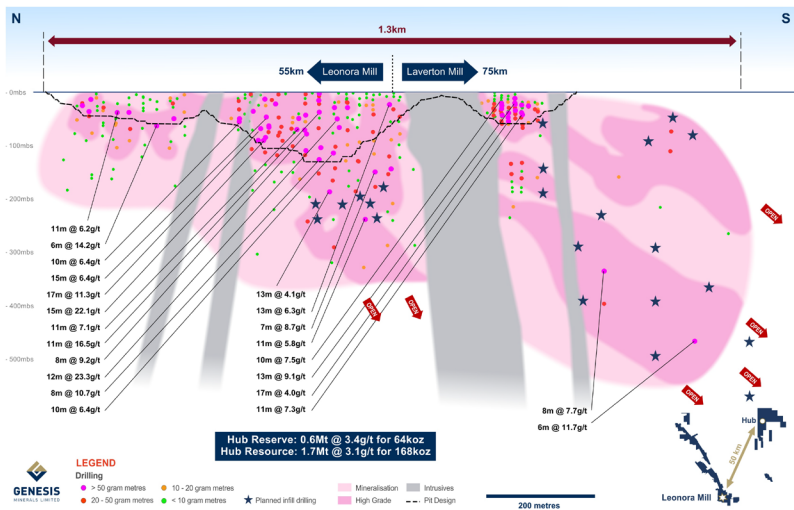 N
S
1.3km
55km
Leonora Mill
Laverton Mill
75km
-0mbs
-100mbs
- 200mbs
- 300mbs
- 400mbs
- 500mbs
11m @ 6.2g/t
6m @ 14.2g/t
10m @ 6.4g/t
15m @ 6.4g/t
17m @ 11.3g/t
15m @ 22.1g/t
11m @ 7.1g/t
11m @ 16.5g/t
8m @ 9.2g/t
12m @ 23.3g/t
8m @ 10.7g/t
10m @ 6.4g/t
13m @ 4.1g/t
13m @ 6.3g/t
7m @ 8.7g/t
11m @ 5.8g/t
10m @ 7.5g/t
13m @ 9.1g/t
17m @ 4.0g/t
11m @ 7.3g/t
OPEN
OPEN
OPEN
OPEN
OPEN
OPEN
8m @ 7.7g/t
6m @ 11.7g/t
Hub Reserve: 0.6Mt @ 3.4g/t for 64koz
Hub Resource: 1.7Mt @ 3.1g/t for 168koz
Hub
50 km
Leonora Mill
GENESIS
MINERALS LIMITED
LEGEND
Drilling
> 50 gram metres
10 - 20 gram metres
20 - 50 gram metres
< 10 gram metres
Planned infill drilling
Mineralisation
High Grade
Intrusives
Pit Design
200 metres